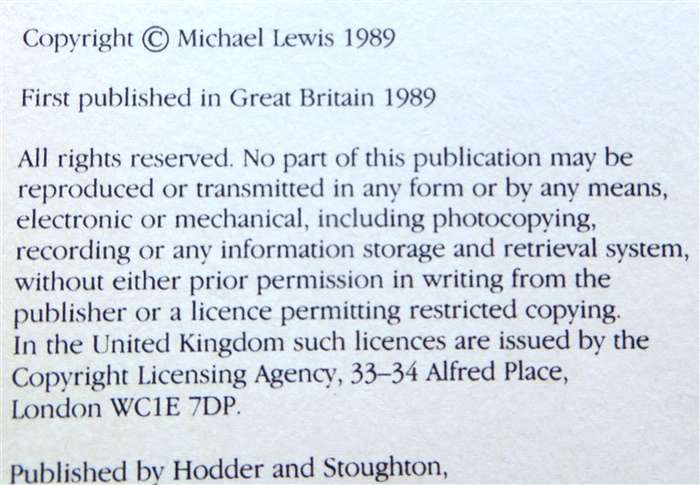 Copyright © Michael Lewis 1989
First published in Great Britain 1989
All rights reserved. No part of this publication may be
reproduced or transmitted in any form or by any means,
electronic or mechanical, including photocopying,
recording or any information storage and retrieval system,
without either prior permission in writing from the
publisher or a licence permitting restricted copying.
In the United Kingdom such licences are issued by the
Copyright Licensing Agency, 33–34 Alfred Place,
London WC1E 7DP.
Published by Hodder and Stoughton,